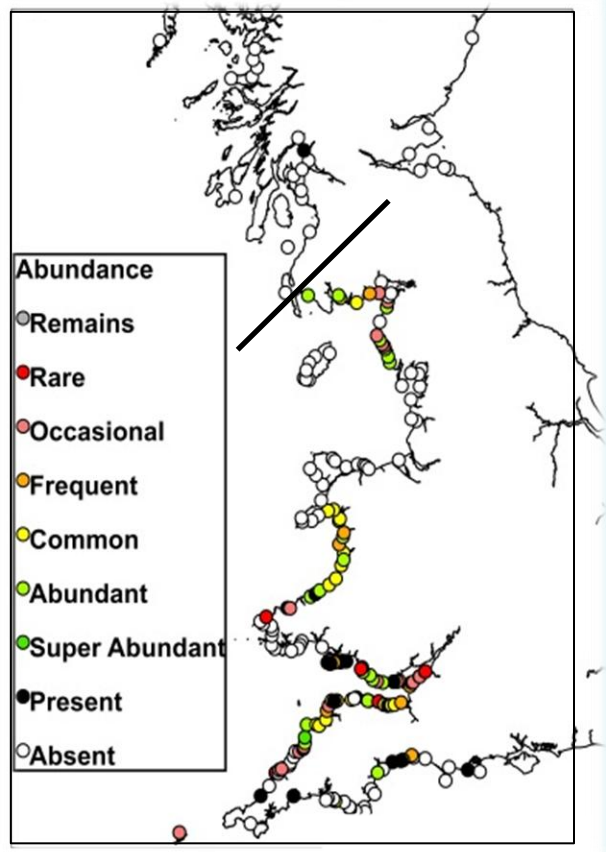 Abundance
Remains
Rare
Occasional
Frequent
Common
Abundant
Super Abundant
Present
Absent